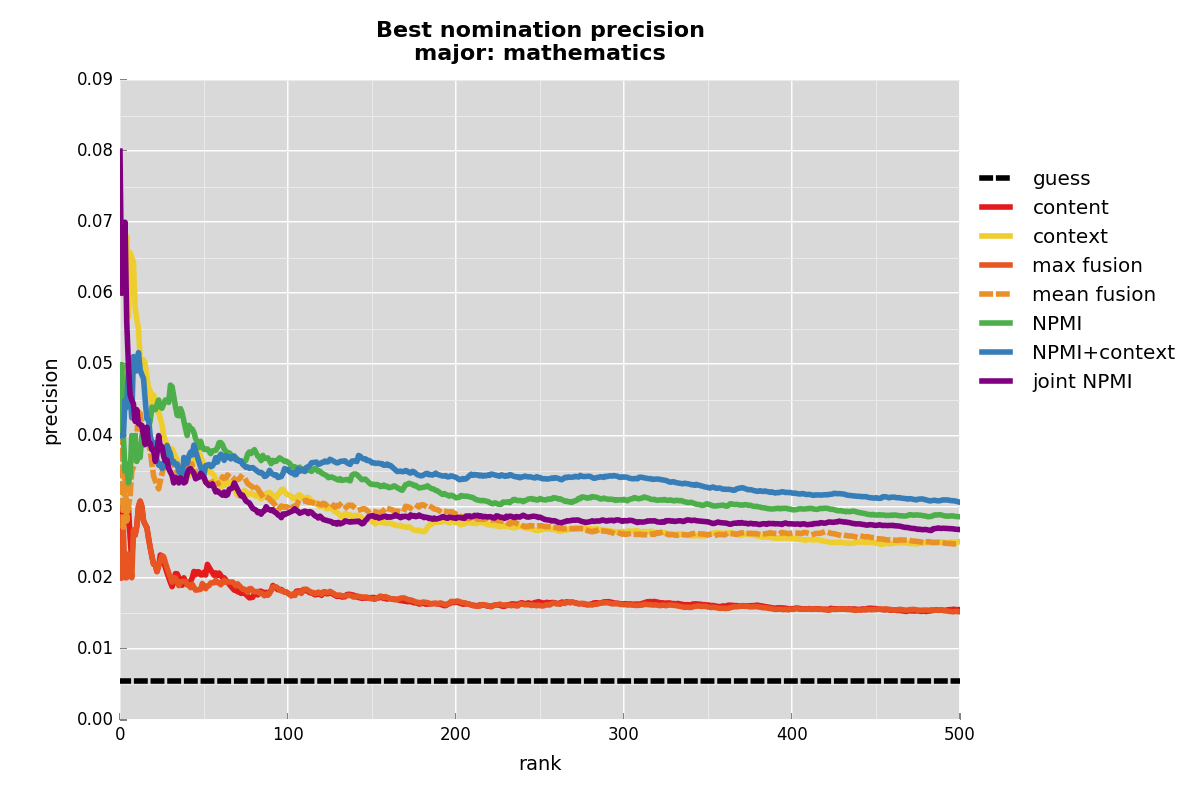 Best nomination precision
major: mathematics
0.09
0.08
0.07
0.06
0.05
0.04
0.03
0.02
0.01
0.00
precision
0
100
200
300
400
500
rank
guess
content
context
max fusion
mean fusion
NPMI
NPMI+context
joint NPMI